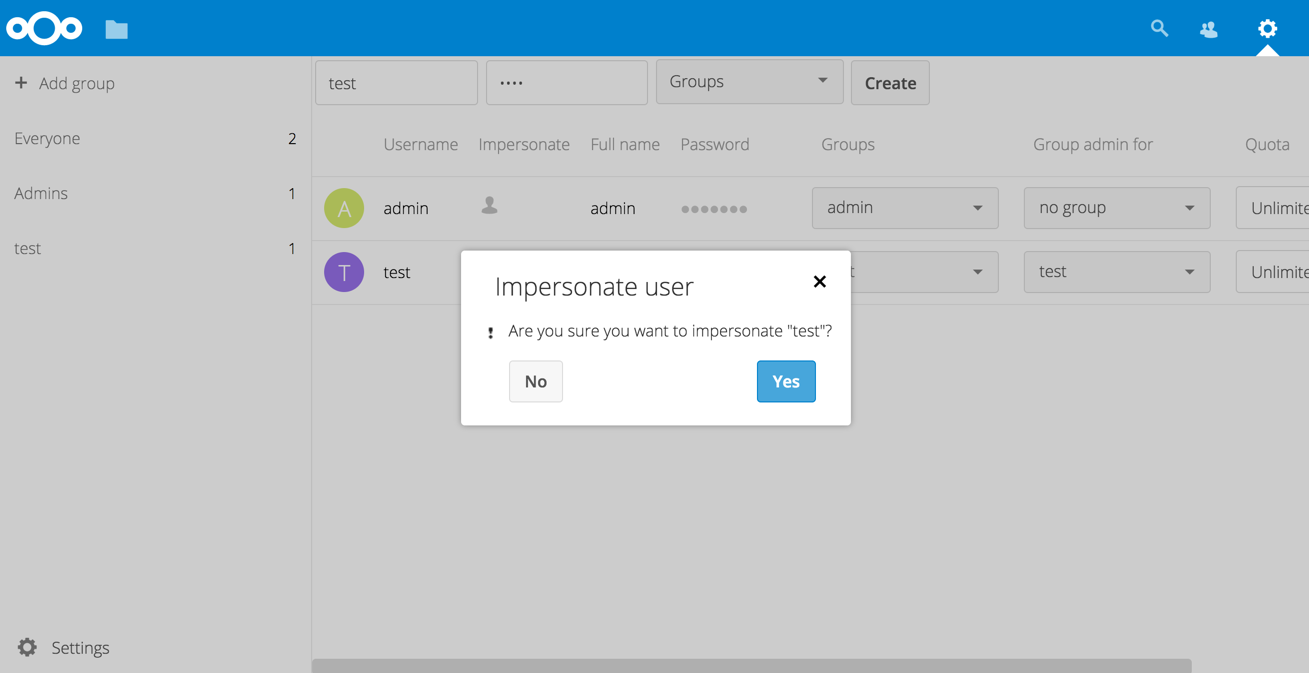 + Add group
Everyone 2
Admins 1
test 1
Settings
test •••• Groups Create
Username Impersonate Full name Password Groups Group admin for Quota
A admin admin ●●●●●●● admin no group Unlimite
T test t test Unlimite
Impersonate user ×
! Are you sure you want to impersonate "test"?
No Yes